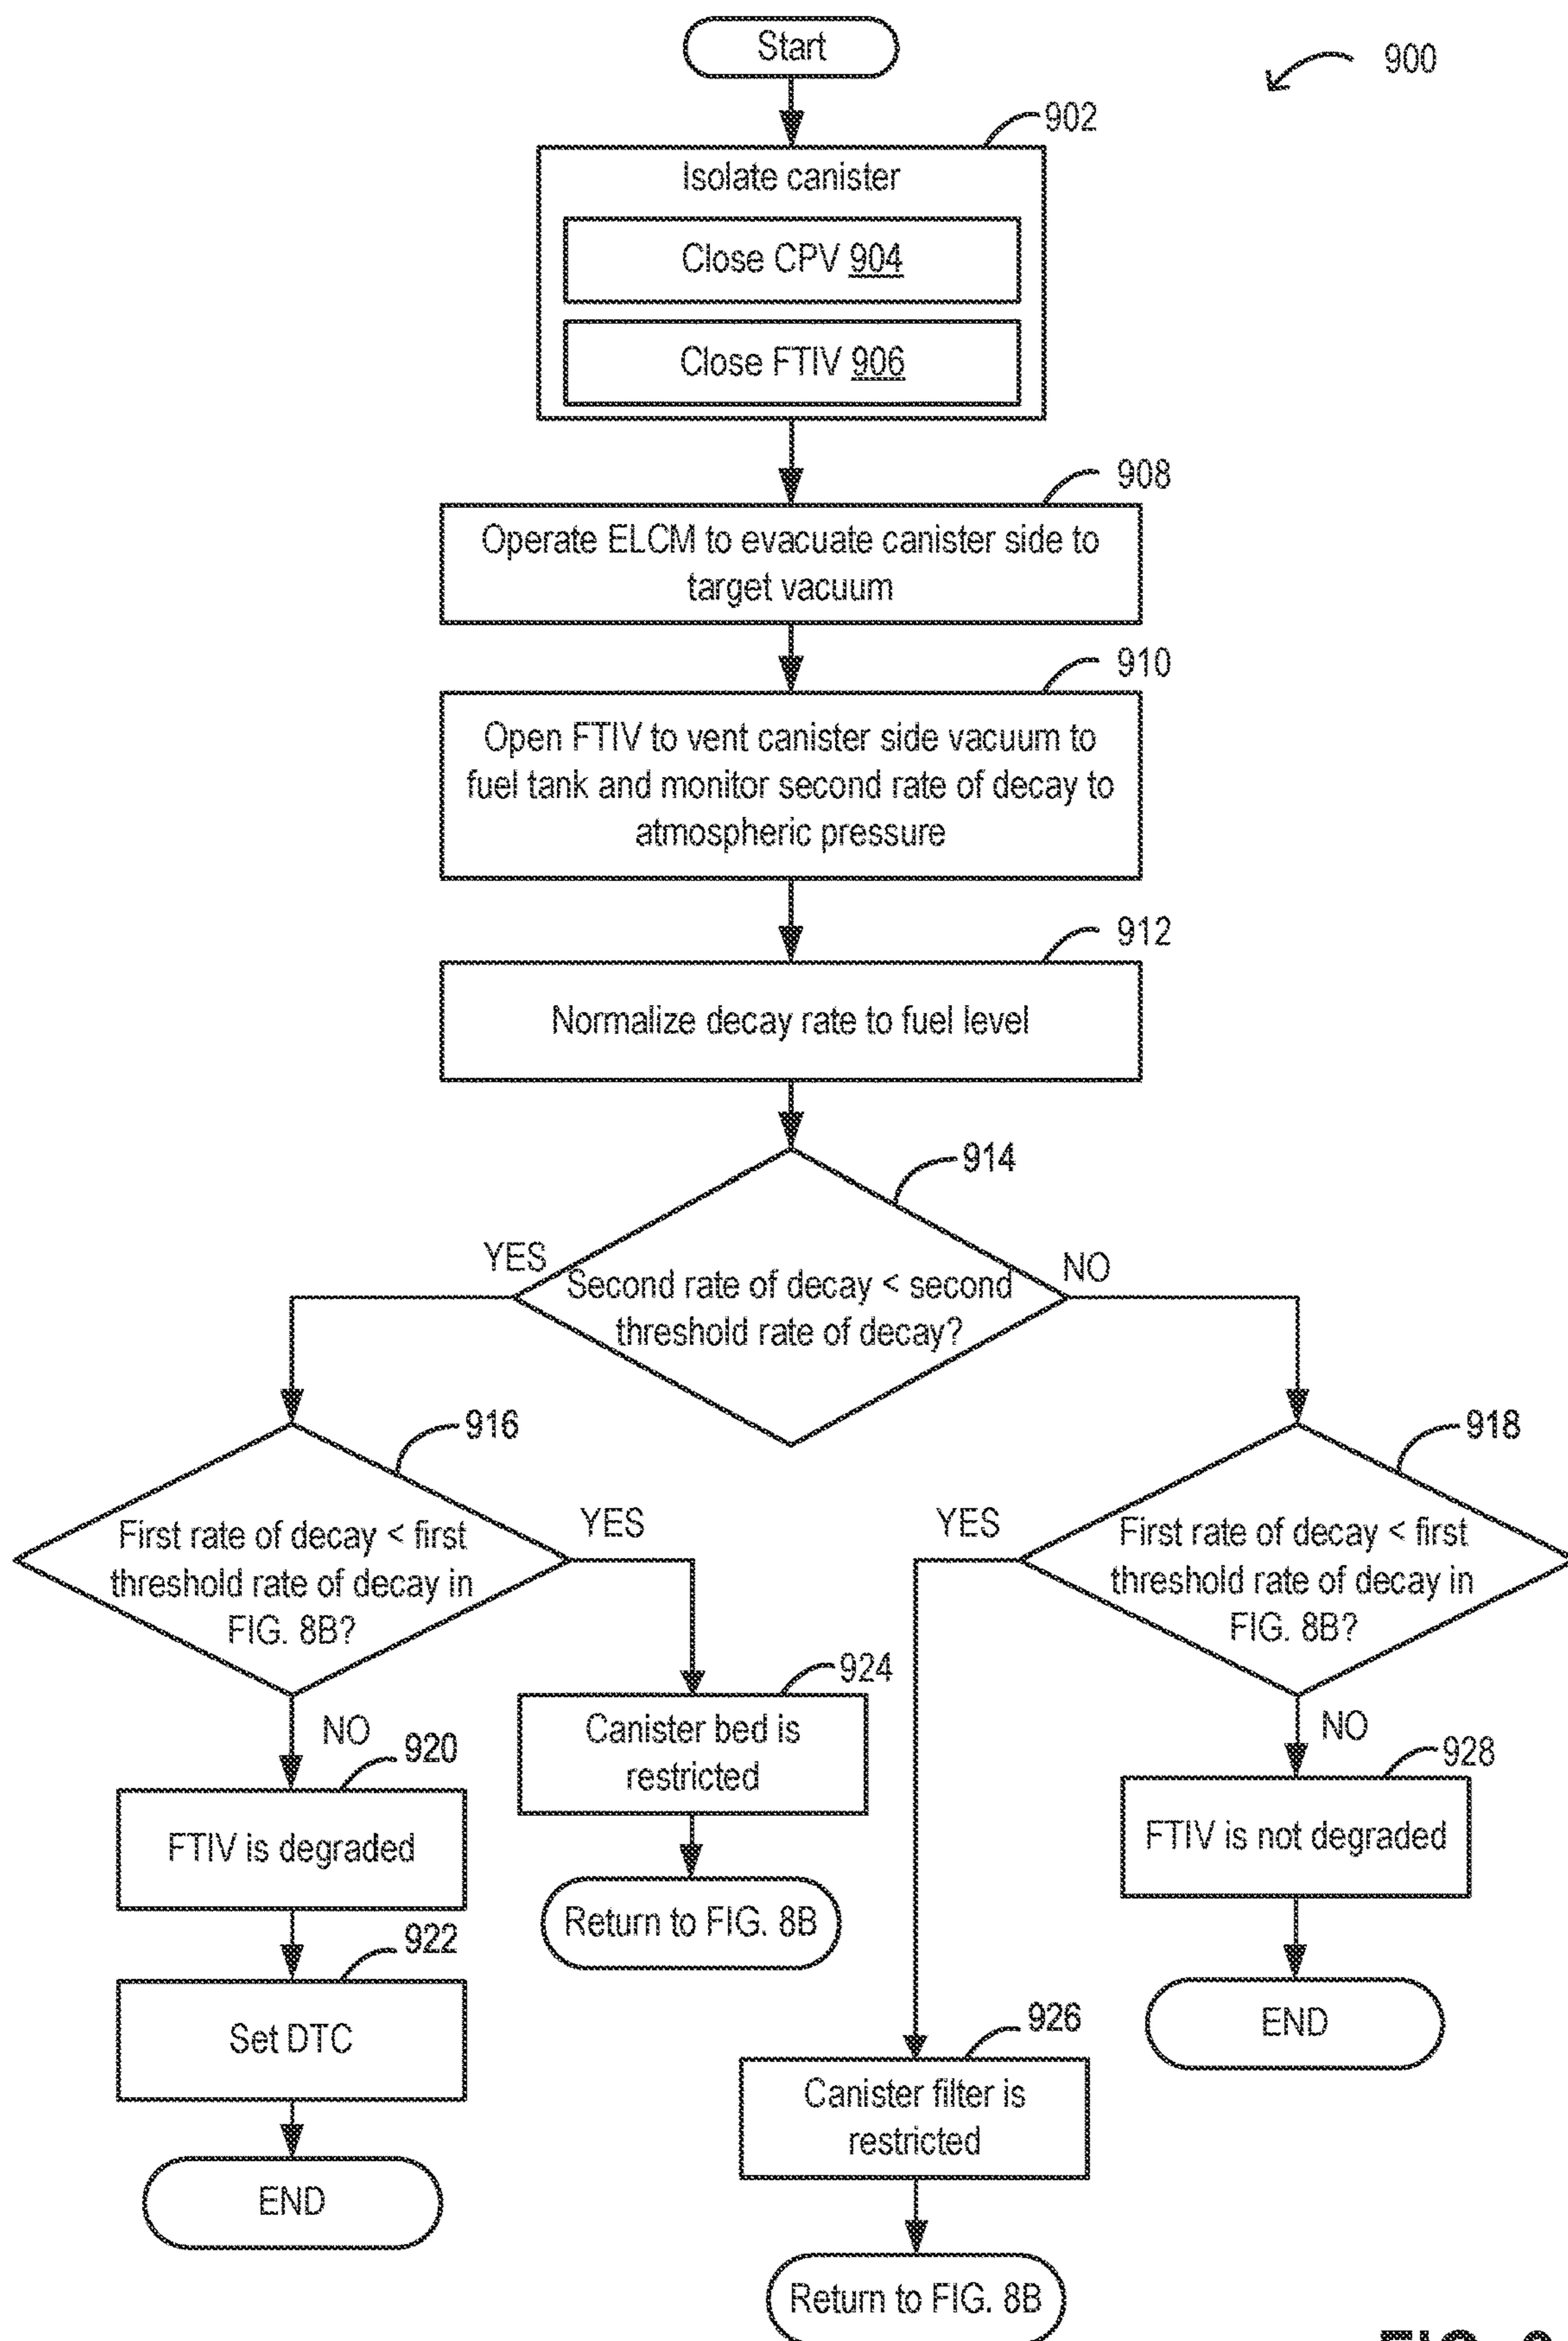 Start
900
902
Isolate canister
Close CPV 904
Close FTIV 906
908
Operate ELCM to evacuate canister side to
target vacuum
910
Open FTIV to vent canister side vacuum to
fuel tank and monitor second rate of decay to
atmospheric pressure
912
Normalize decay rate to fuel level
914
YES
NO
Second rate of decay < second
threshold rate of decay?
916
918
YES
YES
First rate of decay < first
threshold rate of decay in
FIG. 8B?
First rate of decay < first
threshold rate of decay in
FIG. 8B?
924
NO
NO
Canister bed is
restricted
920
928
FTIV is degraded
FTIV is not degraded
Return to FIG. 8B
922
Set DTC
926
END
Canister filter is
restricted
END
Return to FIG. 8B